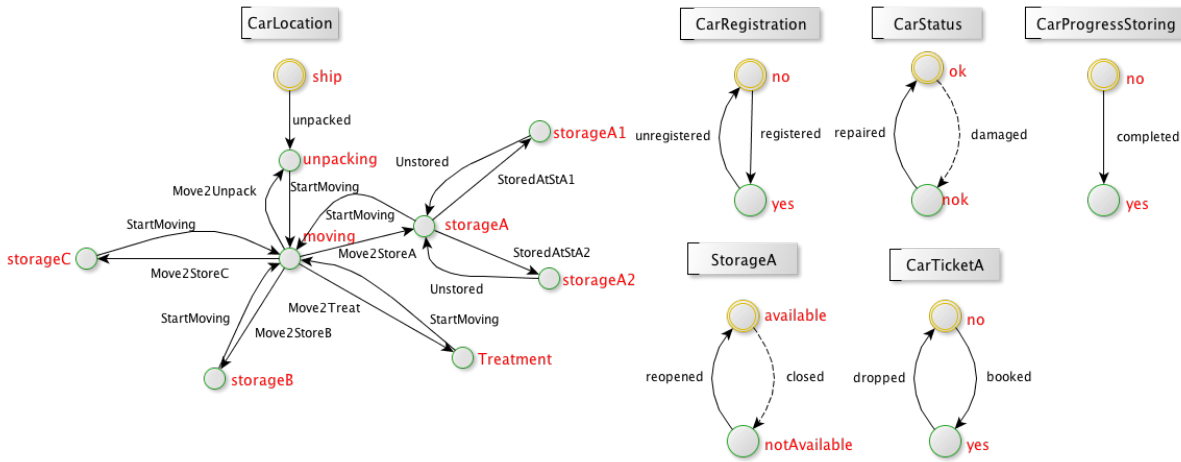 CarLocation
ship
unpacked
unpacking
Move2Unpack
StartMoving
StartMoving
moving
StartMoving
storageC
Move2StoreC
StartMoving
Move2StoreB
storageB
Move2Treat
StartMoving
Treatment
Move2StoreA
storageA
Unstored
StoredAtStA1
storageA1
StoredAtStA2
Unstored
storageA2
CarRegistration
no
unregistered
registered
yes
CarStatus
ok
repaired
damaged
nok
CarProgressStoring
no
completed
yes
StorageA
available
reopened
closed
notAvailable
CarTicketA
no
dropped
booked
yes